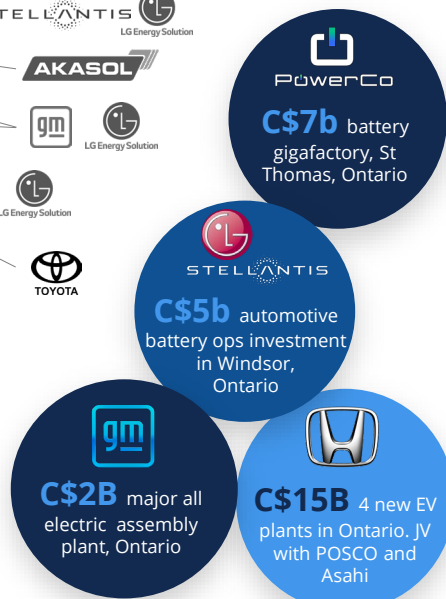 TELLANTIS
LG Energy Solution
AKASOL
gm
LG Energy Solution
LG Energy Solution
TOYOTA
PowerCo
C$7b battery
gigafactory, St
Thomas, Ontario
STELLANTIS
C$5b automotive
battery ops investment
in Windsor,
Ontario
gm
C$2B major all
electric assembly
plant, Ontario
C$15B 4 new EV
plants in Ontario. JV
with POSCO and
Asahi